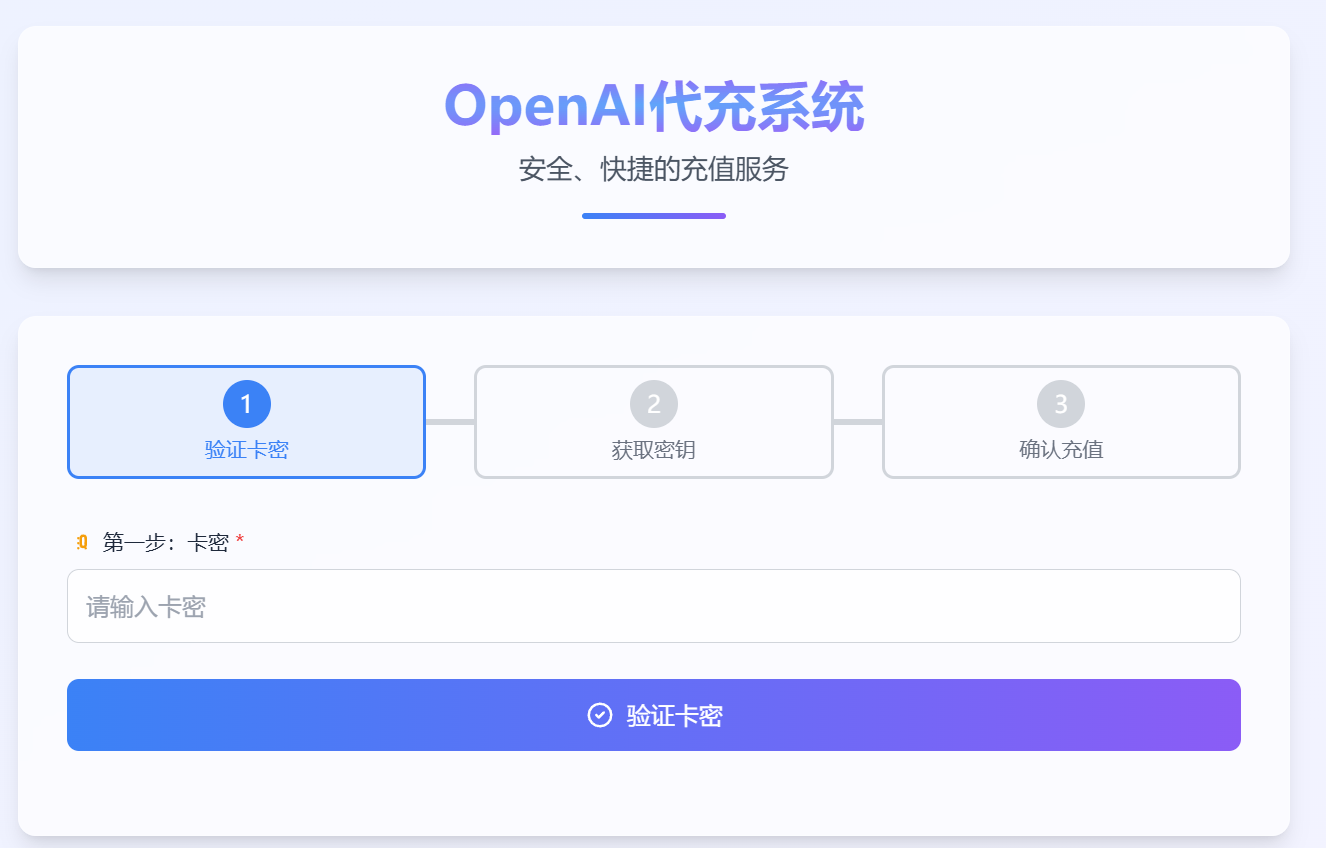 OpenAI代充系统
安全、快捷的充值服务
1
验证卡密
2
获取密钥
3
确认充值
第一步：卡密 *
请输入卡密
验证卡密